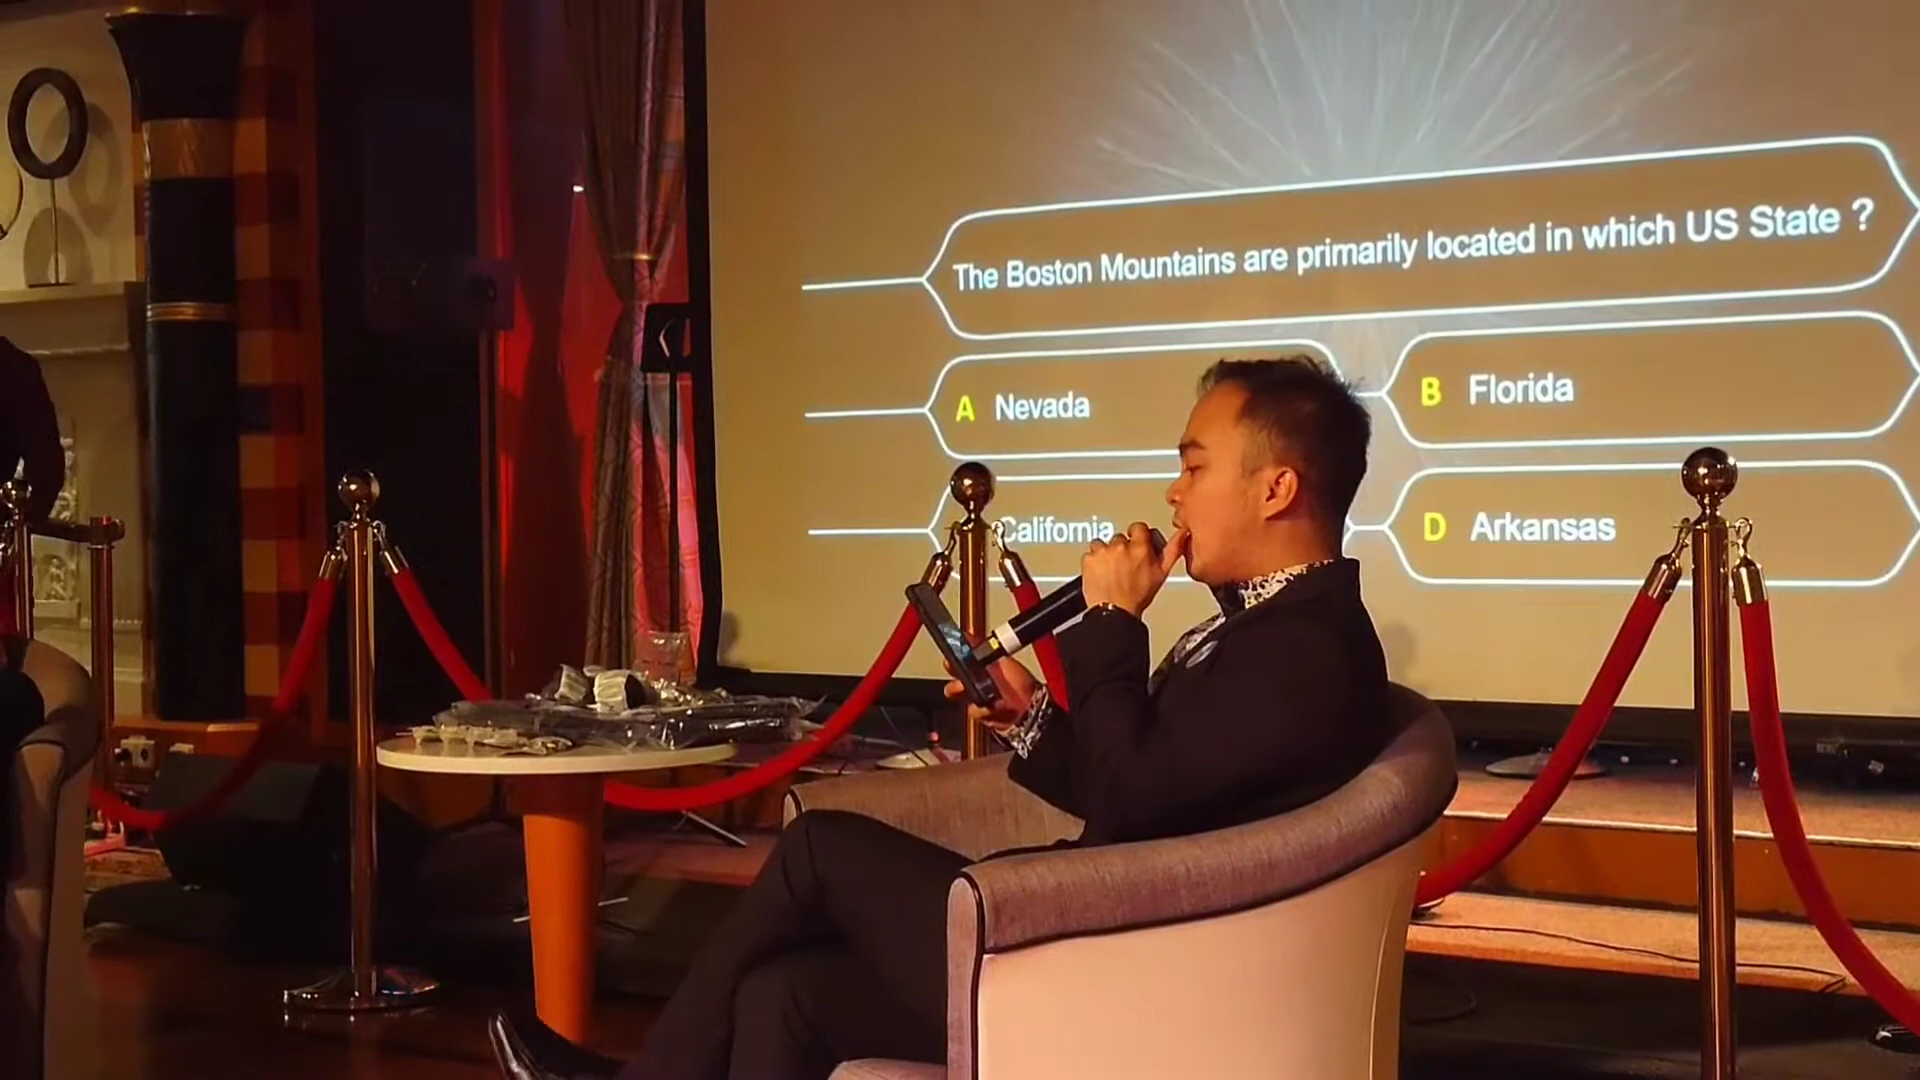 The Boston Mountains are primarily located in which US State ?
A Nevada
B Florida
California
D Arkansas